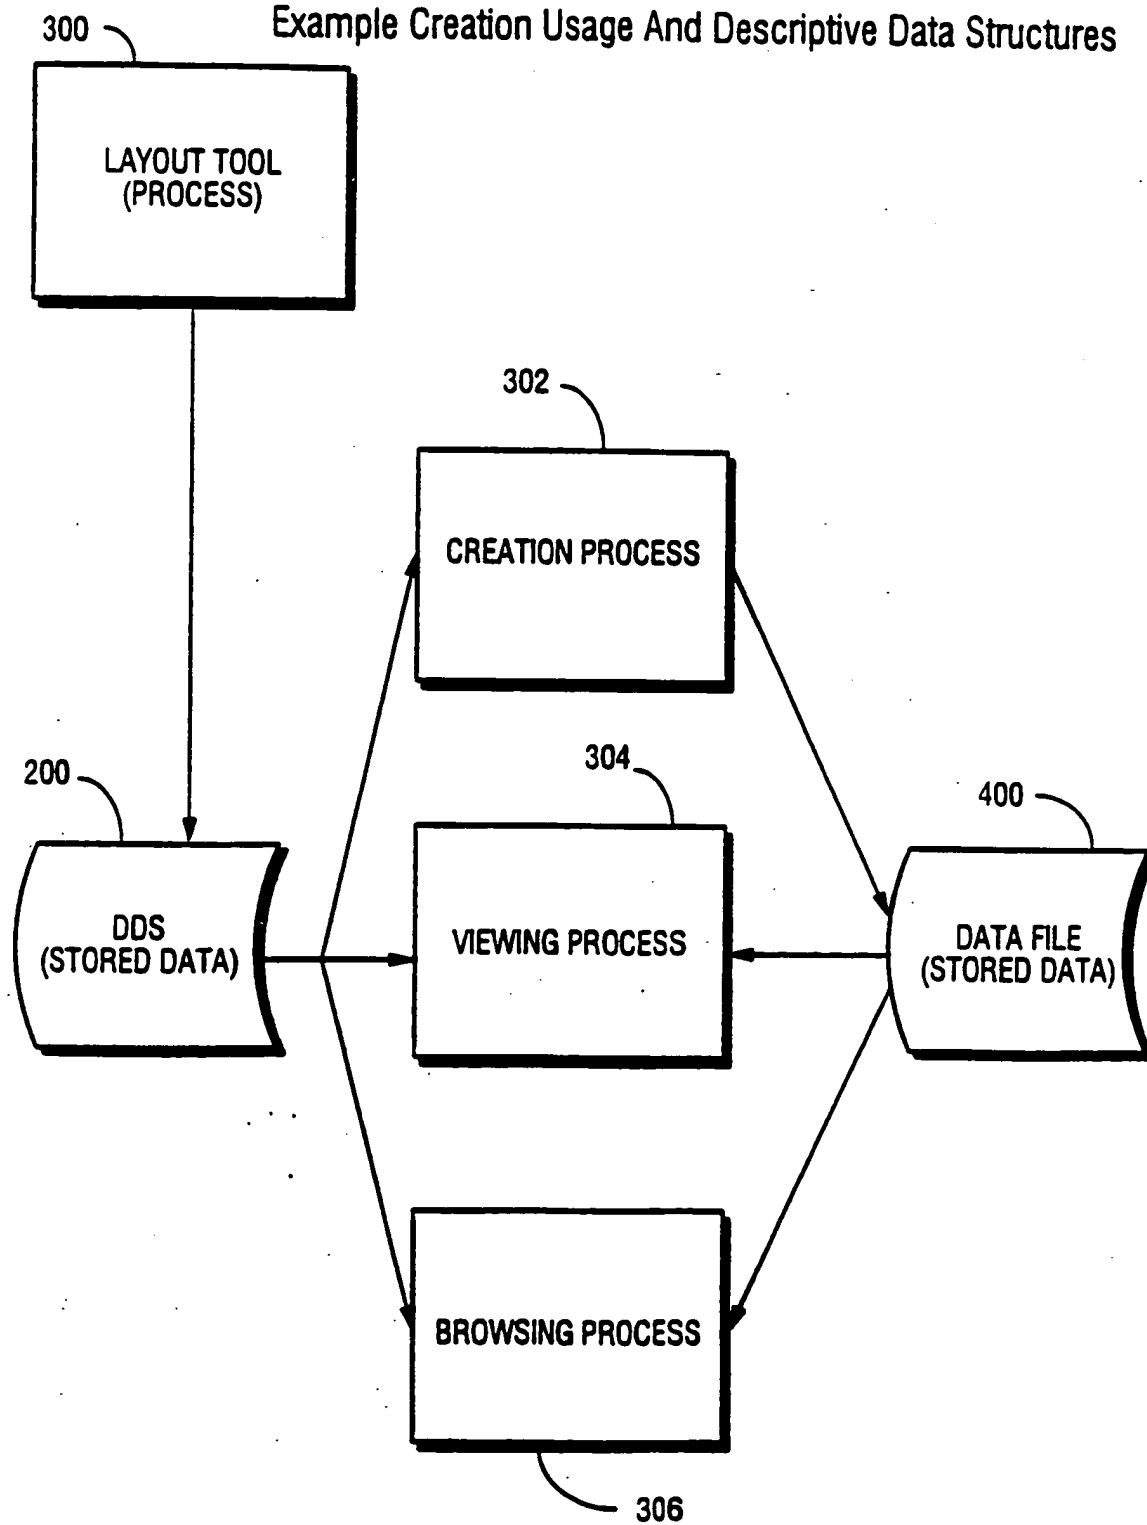 Example Creation Usage And Descriptive Data Structures
300
LAYOUT TOOL
(PROCESS)
302
CREATION PROCESS
200
304
400
DDS
(STORED DATA)
VIEWING PROCESS
DATA FILE
(STORED DATA)
BROWSING PROCESS
306